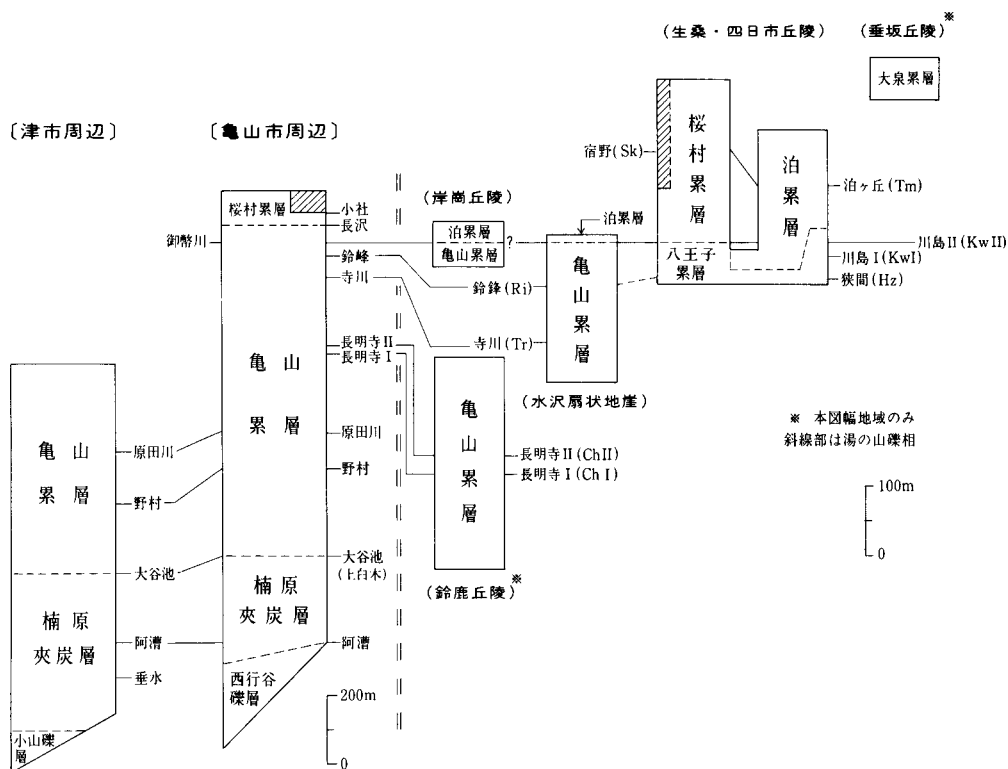 〔津市周辺〕
亀山累層
楠原夾炭層
小山礫層
原田川
野村
大谷池
阿漕
垂水
〔亀山市周辺〕
桜村累層
亀山累層
楠原夾炭層
西行谷礫層
御幣川
小社
長沢
鈴峰
寺川
長明寺II
長明寺I
原田川
野村
大谷池
(上白木)
阿漕
200m
0
(岸岡丘陵)
泊累層
亀山累層
?
鈴鋒(Ri)
寺川(Tr)
亀山累層
長明寺II(ChII)
長明寺I(ChI)
(鈴鹿丘陵)※
泊累層
亀山累層
(水沢扇状地崖)
(生桑・四日市丘陵)
宿野(Sk)
桜村累層
八王子累層
泊累層
泊ヶ丘(Tm)
川島II(KwII)
川島I(KwI)
狭間(Hz)
(垂坂丘陵)※
大泉累層
※ 本図幅地域のみ
斜線部は湯の山礫相
100m
0